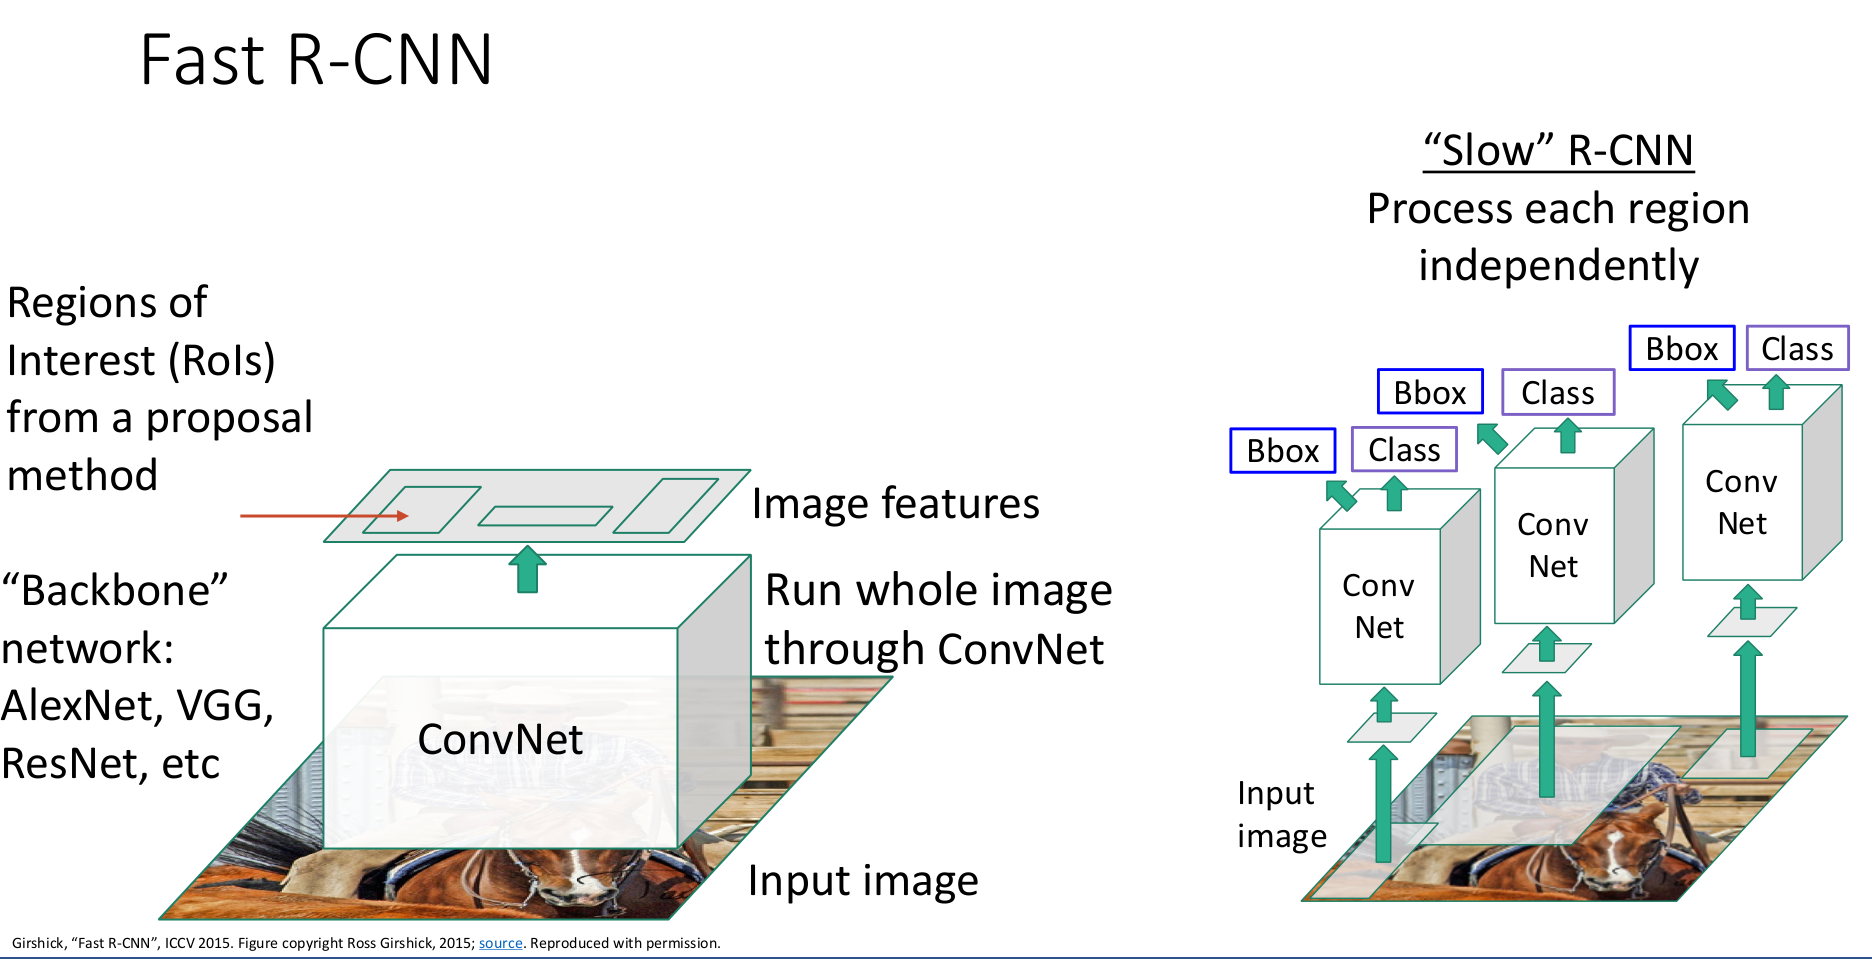 Fast R-CNN
“Slow” R-CNN
Process each region
independently
Regions of
Interest (RoIs)
from a proposal
method
Image features
“Backbone”
network:
AlexNet, VGG,
ResNet, etc
Run whole image
through ConvNet
ConvNet
Input image
Bbox
Class
Bbox
Class
Bbox
Class
Conv
Net
Conv
Net
Conv
Net
Input
image
Girshick, “Fast R-CNN”, ICCV 2015. Figure copyright Ross Girshick, 2015; source. Reproduced with permission.